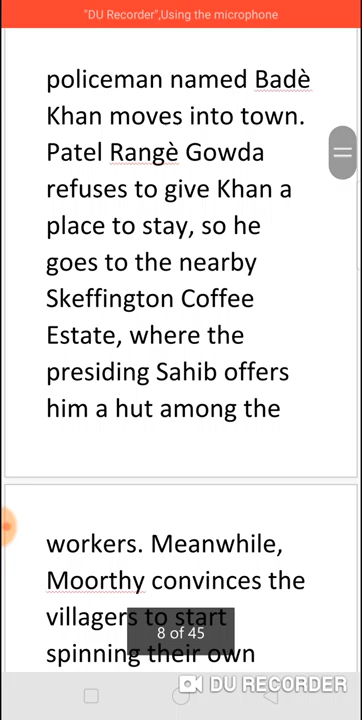 "DU Recorder",Using the microphone
policeman named Badè
Khan moves into town.
Patel Rangè Gowda
refuses to give Khan a
place to stay, so he
goes to the nearby
Skeffington Coffee
Estate, where the
presiding Sahib offers
him a hut among the
workers. Meanwhile,
Moorthy convinces the
villagers to start
8 of 45
spinning their own
DU RECORDER